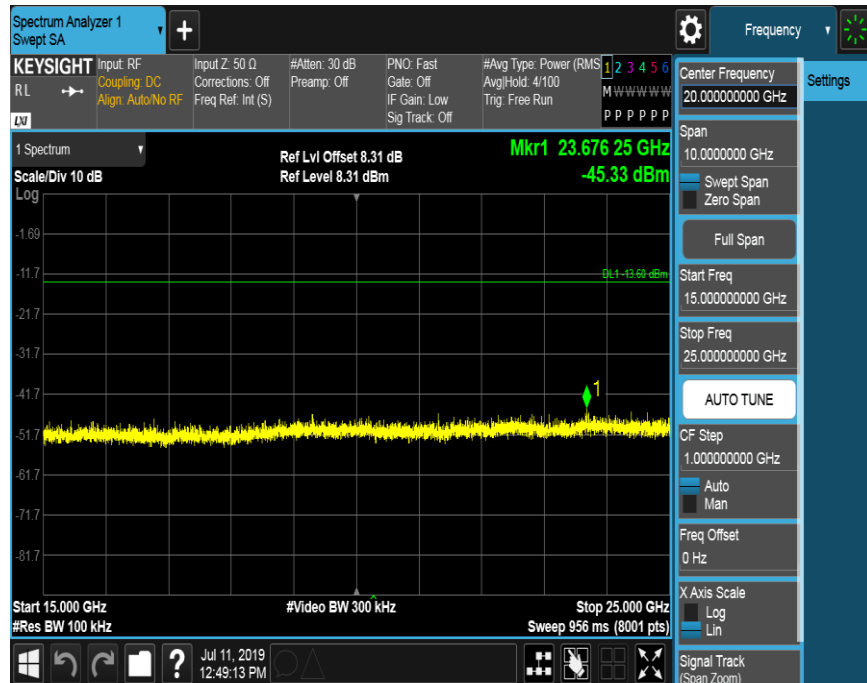 Spectrum Analyzer 1
Swept SA
+
Frequency
KEYSIGHT
RL
LXI
Input: RF
Coupling: DC
Align: Auto/No RF
Input Z: 50 Ω
Corrections: Off
Freq Ref: Int (S)
#Atten: 30 dB
Preamp: Off
PNO: Fast
Gate: Off
IF Gain: Low
Sig Track: Off
#Avg Type: Power (RMS
Avg|Hold: 4/100
Trig: Free Run
1 2 3 4 5 6
M W W W W W
P P P P P P
1 Spectrum
Scale/Div 10 dB
Log
Ref Lvl Offset 8.31 dB
Ref Level 8.31 dBm
Mkr1 23.676 25 GHz
-45.33 dBm
-1.69
-11.7
DL1 -13.60 dBm
-21.7
-31.7
-41.7
1
-51.7
-61.7
-71.7
-81.7
Start 15.000 GHz
#Res BW 100 kHz
#Video BW 300 kHz
Stop 25.000 GHz
Sweep 956 ms (8001 pts)
Center Frequency
20.000000000 GHz
Span
10.0000000 GHz
Swept Span
Zero Span
Full Span
Start Freq
15.000000000 GHz
Stop Freq
25.000000000 GHz
AUTO TUNE
CF Step
1.000000000 GHz
Auto
Man
Freq Offset
0 Hz
X Axis Scale
Log
Lin
Signal Track
(Span Zoom)
Settings
?
Jul 11, 2019
12:49:13 PM